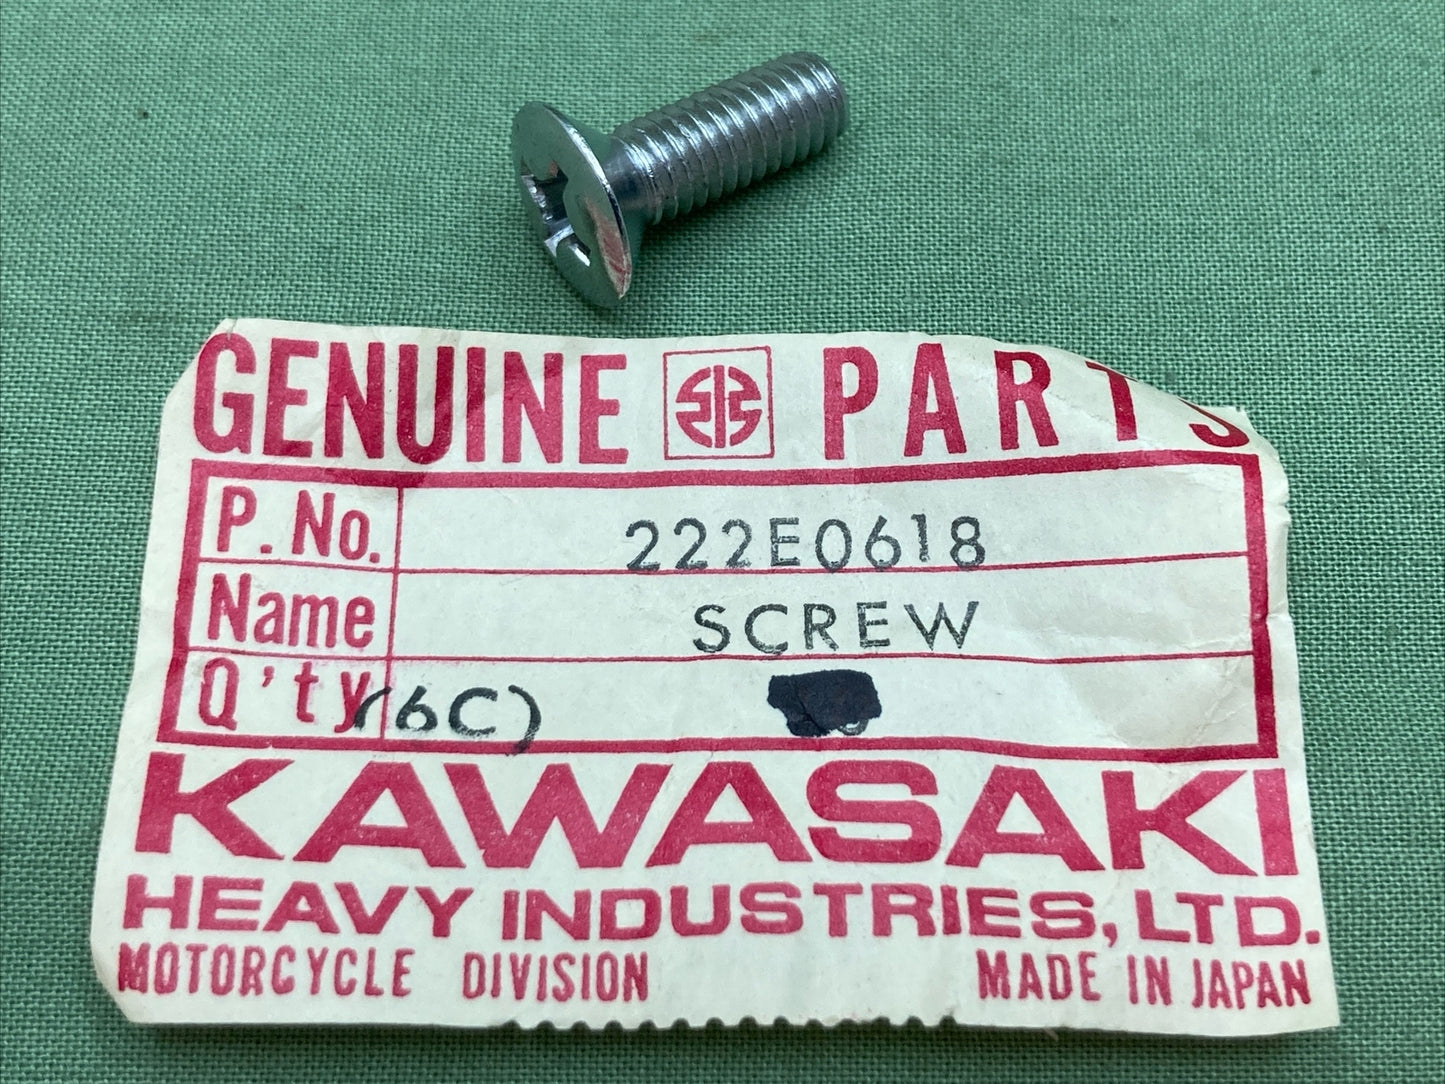 GENUINE PARTS
P. No. 222E0618
Name SCREW
Q'ty (6C)
KAWASAKI
HEAVY INDUSTRIES, LTD.
MOTORCYCLE DIVISION MADE IN JAPAN